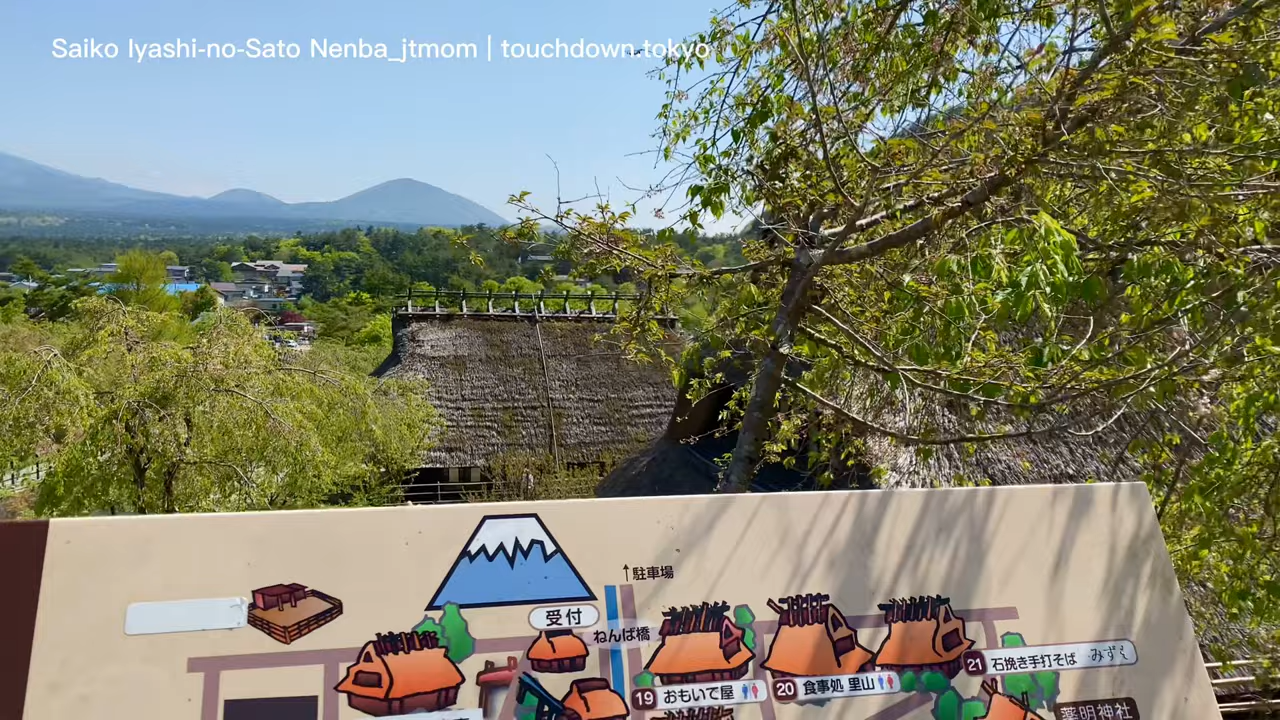 Saiko Iyashi-no-Sato Nenba_jtmom | touchdown.tokyo
↑駐車場
受付
ねんば橋
21 石挽き手打そば みずも
19 おもいで屋
20 食事処 里山
薬明神社